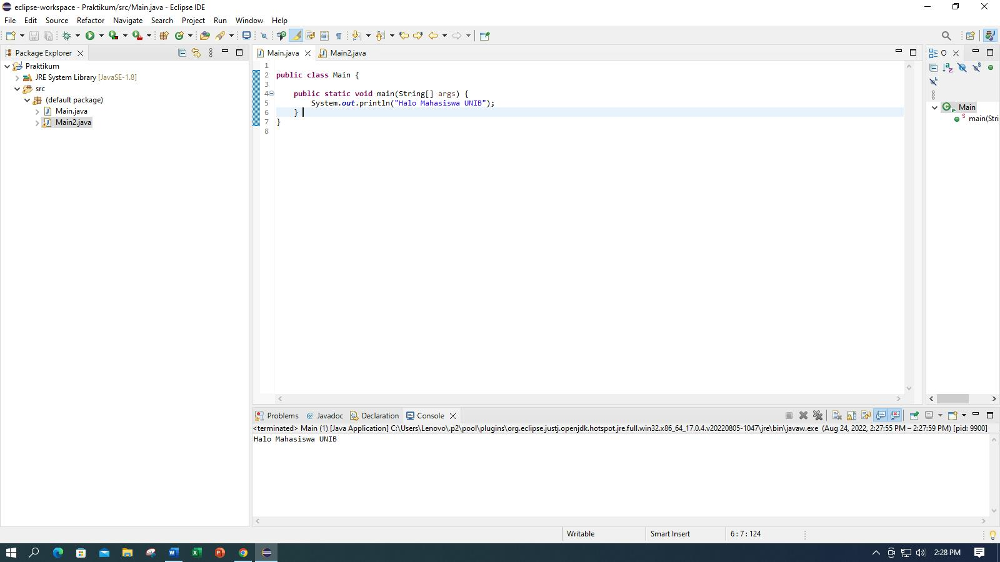 eclipse-workspace - Praktikum/src/Main.java - Eclipse IDE
File Edit Source Refactor Navigate Search Project Run Window Help
Package Explorer
Praktikum
JRE System Library [JavaSE-1.8]
src
(default package)
Main.java
Main2.java
Main.java Main2.java
1
2 public class Main {
3
4 public static void main(String[] args) {
5 System.out.println("Halo Mahasiswa UNIB");
6 }
7 }
8
O
Main
main(Stri
Problems @ Javadoc Declaration Console
<terminated> Main (1) [Java Application] C:\Users\Lenovo\.p2\pool\plugins\org.eclipse.justj.openjdk.hotspot.jre.full.win32.x86_64_17.0.4.v20220805-1047\jre\bin\javaw.exe (Aug 24, 2022, 2:27:55 PM – 2:27:59 PM) [pid: 9900]
Halo Mahasiswa UNIB
Writable Smart Insert 6 : 7 : 124
2:28 PM